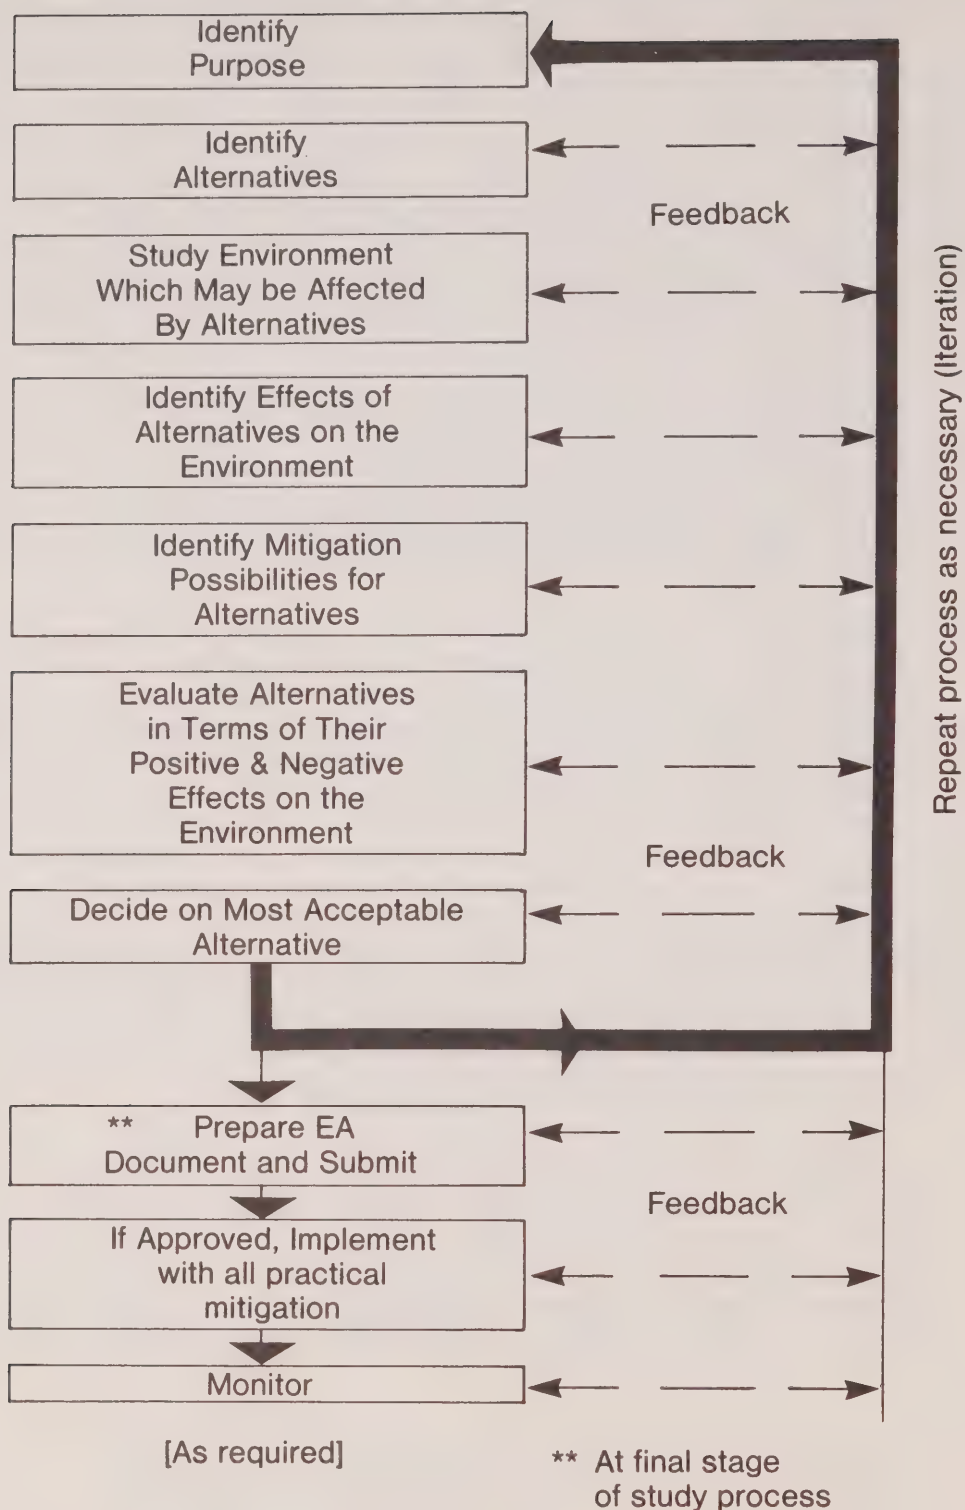 Identify
Purpose
Identify
Alternatives
Feedback
Study Environment
Which May be Affected
By Alternatives
Identify Effects of
Alternatives on the
Environment
Identify Mitigation
Possibilities for
Alternatives
Evaluate Alternatives
in Terms of Their
Positive & Negative
Effects on the
Environment
Feedback
Decide on Most Acceptable
Alternative
Repeat process as necessary (Iteration)
** Prepare EA
Document and Submit
Feedback
If Approved, Implement
with all practical
mitigation
Monitor
[As required]
** At final stage
of study process